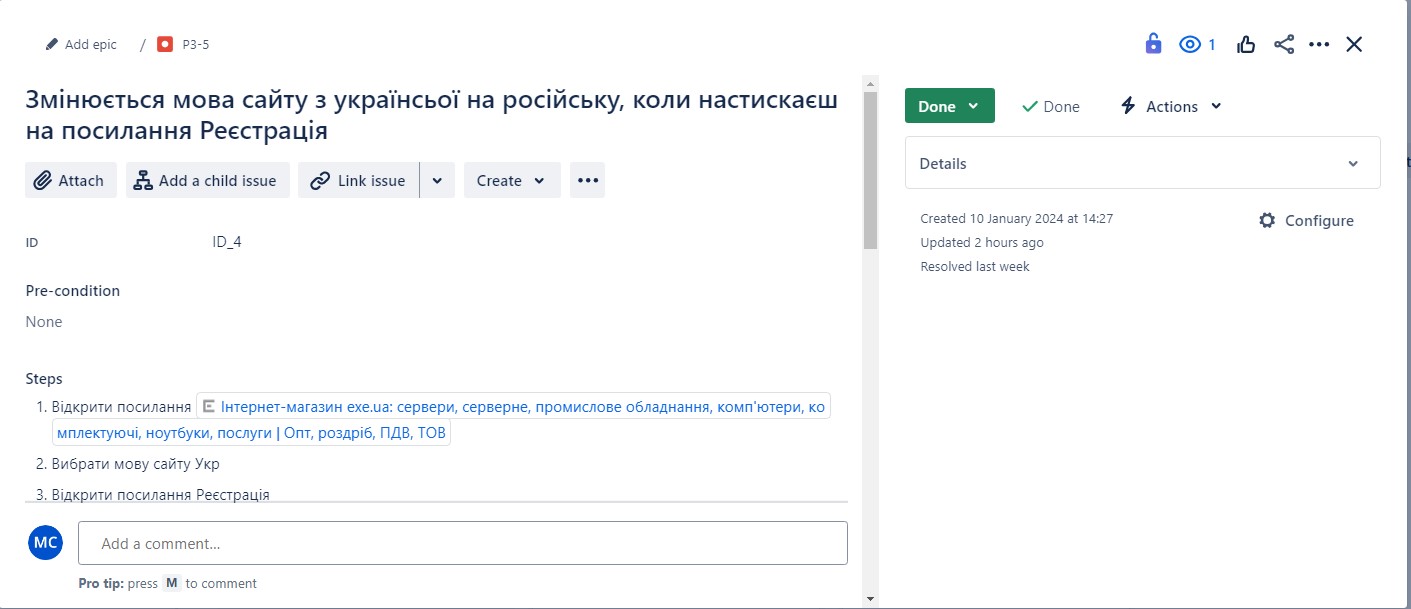 Add epic / P3-5
1
Змінюється мова сайту з українсьої на російську, коли настискаєш
на посилання Реєстрація
Attach Add a child issue Link issue Create
ID ID_4
Pre-condition
None
Steps
1. Відкрити посилання Інтернет-магазин exe.ua: сервери, серверне, промислове обладнання, комп'ютери, ко
мплектуючі, ноутбуки, послуги | Опт, роздріб, ПДВ, ТОВ
2. Вибрати мову сайту Укр
3. Відкрити посилання Реєстрація
MC Add a comment...
Pro tip: press M to comment
Done Done Actions
Details
Created 10 January 2024 at 14:27
Configure
Updated 2 hours ago
Resolved last week